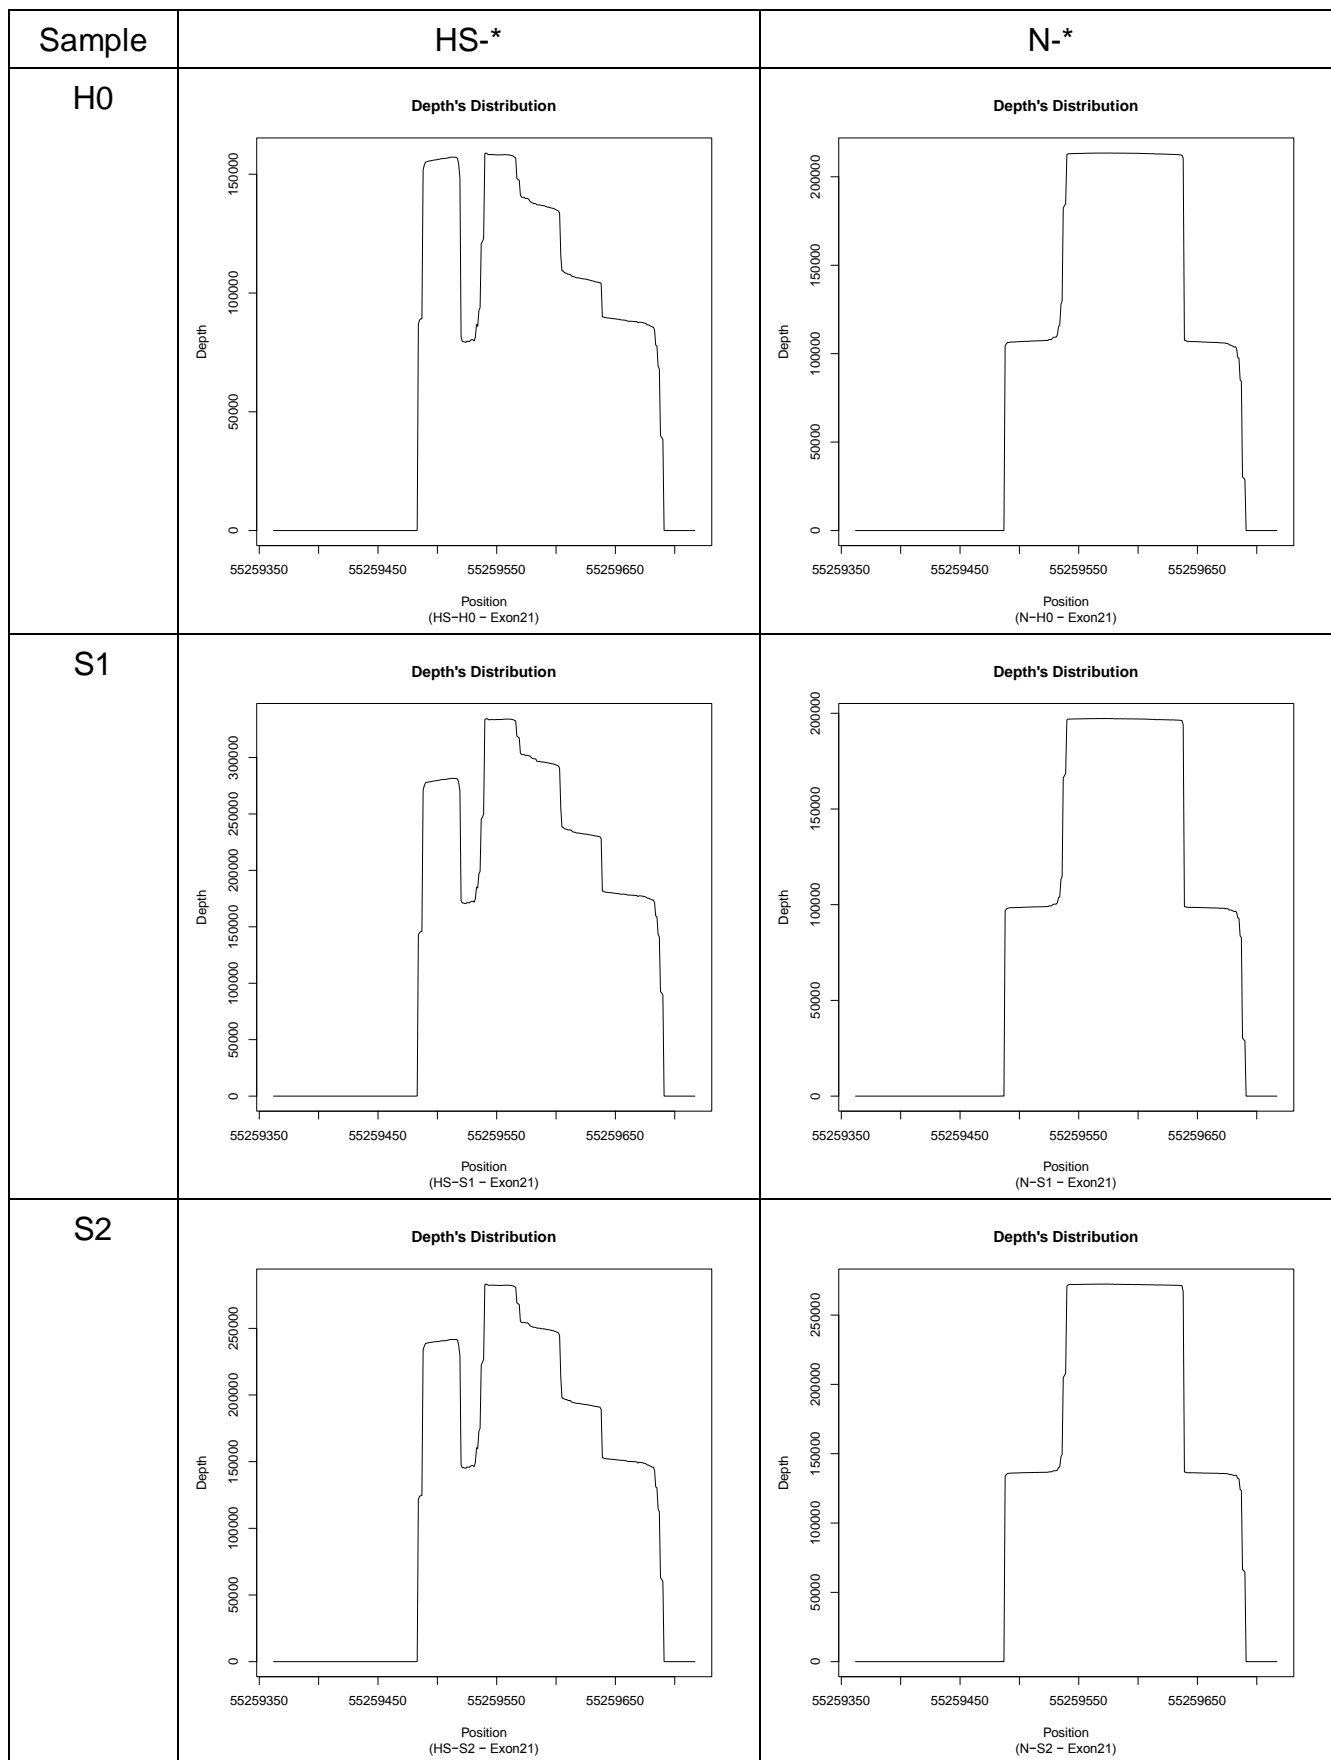 Sample HS-* N-*
H0
Depth's Distribution
150000
100000
50000
0
Depth
55259350 55259450 55259550 55259650
Position
(HS−H0 − Exon21)
Depth's Distribution
200000
150000
100000
50000
0
Depth
55259350 55259450 55259550 55259650
Position
(N−H0 − Exon21)
S1
Depth's Distribution
300000
250000
200000
150000
100000
50000
0
Depth
55259350 55259450 55259550 55259650
Position
(HS−S1 − Exon21)
Depth's Distribution
200000
150000
100000
50000
0
Depth
55259350 55259450 55259550 55259650
Position
(N−S1 − Exon21)
S2
Depth's Distribution
250000
200000
150000
100000
50000
0
Depth
55259350 55259450 55259550 55259650
Position
(HS−S2 − Exon21)
Depth's Distribution
250000
200000
150000
100000
50000
0
Depth
55259350 55259450 55259550 55259650
Position
(N−S2 − Exon21)